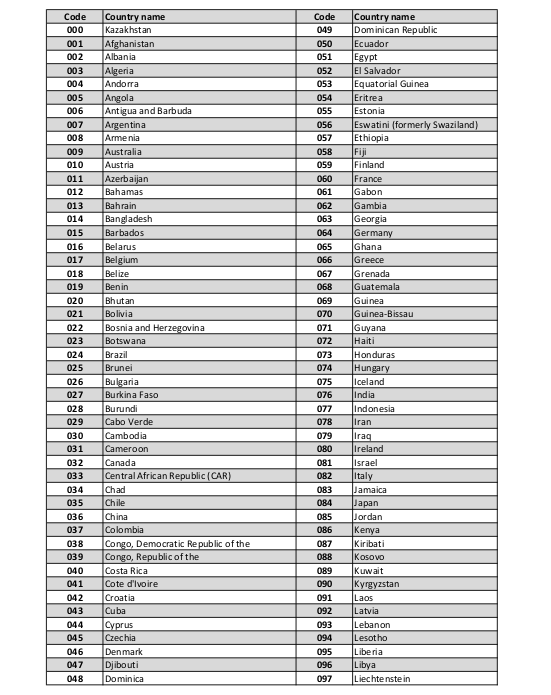 Code Country name Code Country name
000 Kazakhstan 049 Dominican Republic
001 Afghanistan 050 Ecuador
002 Albania 051 Egypt
003 Algeria 052 El Salvador
004 Andorra 053 Equatorial Guinea
005 Angola 054 Eritrea
006 Antigua and Barbuda 055 Estonia
007 Argentina 056 Eswatini (formerly Swaziland)
008 Armenia 057 Ethiopia
009 Australia 058 Fiji
010 Austria 059 Finland
011 Azerbaijan 060 France
012 Bahamas 061 Gabon
013 Bahrain 062 Gambia
014 Bangladesh 063 Georgia
015 Barbados 064 Germany
016 Belarus 065 Ghana
017 Belgium 066 Greece
018 Belize 067 Grenada
019 Benin 068 Guatemala
020 Bhutan 069 Guinea
021 Bolivia 070 Guinea-Bissau
022 Bosnia and Herzegovina 071 Guyana
023 Botswana 072 Haiti
024 Brazil 073 Honduras
025 Brunei 074 Hungary
026 Bulgaria 075 Iceland
027 Burkina Faso 076 India
028 Burundi 077 Indonesia
029 Cabo Verde 078 Iran
030 Cambodia 079 Iraq
031 Cameroon 080 Ireland
032 Canada 081 Israel
033 Central African Republic (CAR) 082 Italy
034 Chad 083 Jamaica
035 Chile 084 Japan
036 China 085 Jordan
037 Colombia 086 Kenya
038 Congo, Democratic Republic of the 087 Kiribati
039 Congo, Republic of the 088 Kosovo
040 Costa Rica 089 Kuwait
041 Cote d'Ivoire 090 Kyrgyzstan
042 Croatia 091 Laos
043 Cuba 092 Latvia
044 Cyprus 093 Lebanon
045 Czechia 094 Lesotho
046 Denmark 095 Liberia
047 Djibouti 096 Libya
048 Dominica 097 Liechtenstein